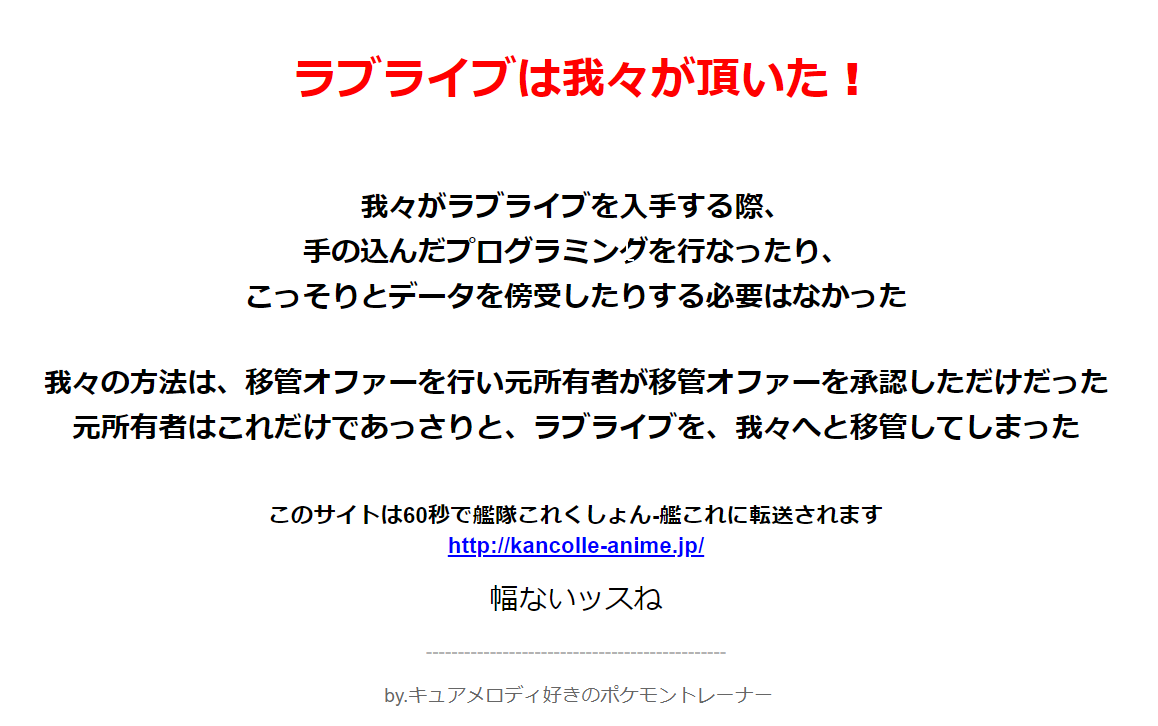 ラブライブは我々が頂いた！
我々がラブライブを入手する際、
手の込んだプログラミングを行なったり、
こっそりとデータを傍受したりする必要はなかった
我々の方法は、移管オファーを行い元所有者が移管オファーを承認しただけだった
元所有者はこれだけであっさりと、ラブライブを、我々へと移管してしまった
このサイトは60秒で艦隊これくしょん-艦これに転送されます
http://kancolle-anime.jp/
幅ないッスね
------------------------------------------------
by.キュアメロディ好きのポケモントレーナー